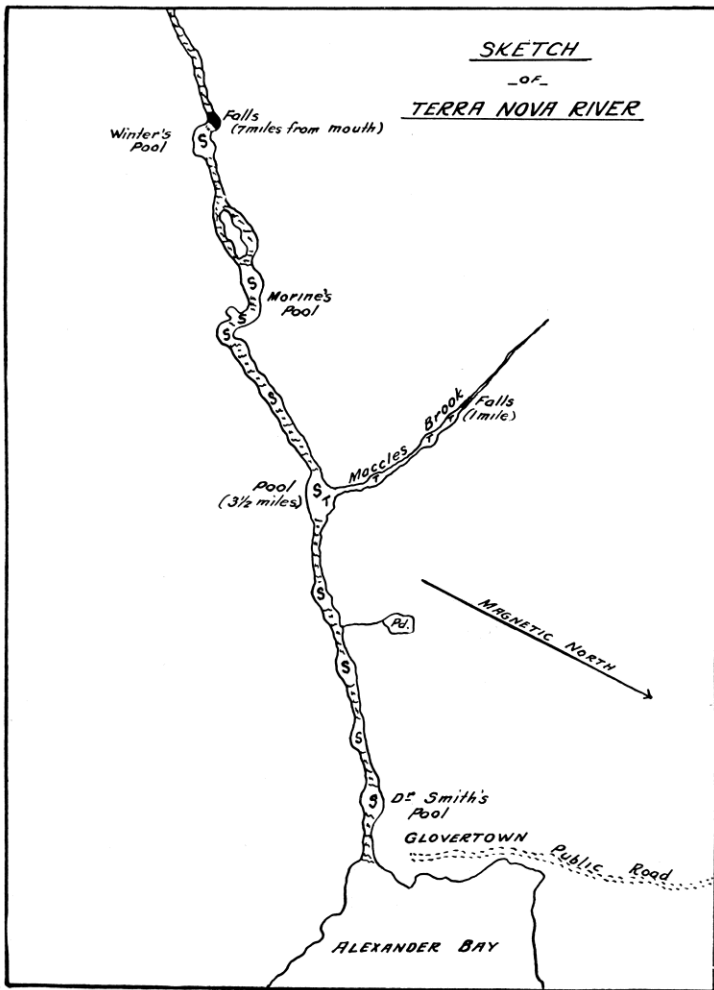 SKETCH
OF
TERRA NOVA RIVER
Falls
(7 miles from mouth)
Winter's
Pool
S
S
Morine's
Pool
S
S
S
Brook
Falls
(1 mile)
Maccles
T
T
T
Pool
(3½ miles)
S
T
S
Pd.
MAGNETIC NORTH
S
S
Dr Smith's
Pool
S
GLOVERTOWN
Public Road
ALEXANDER BAY